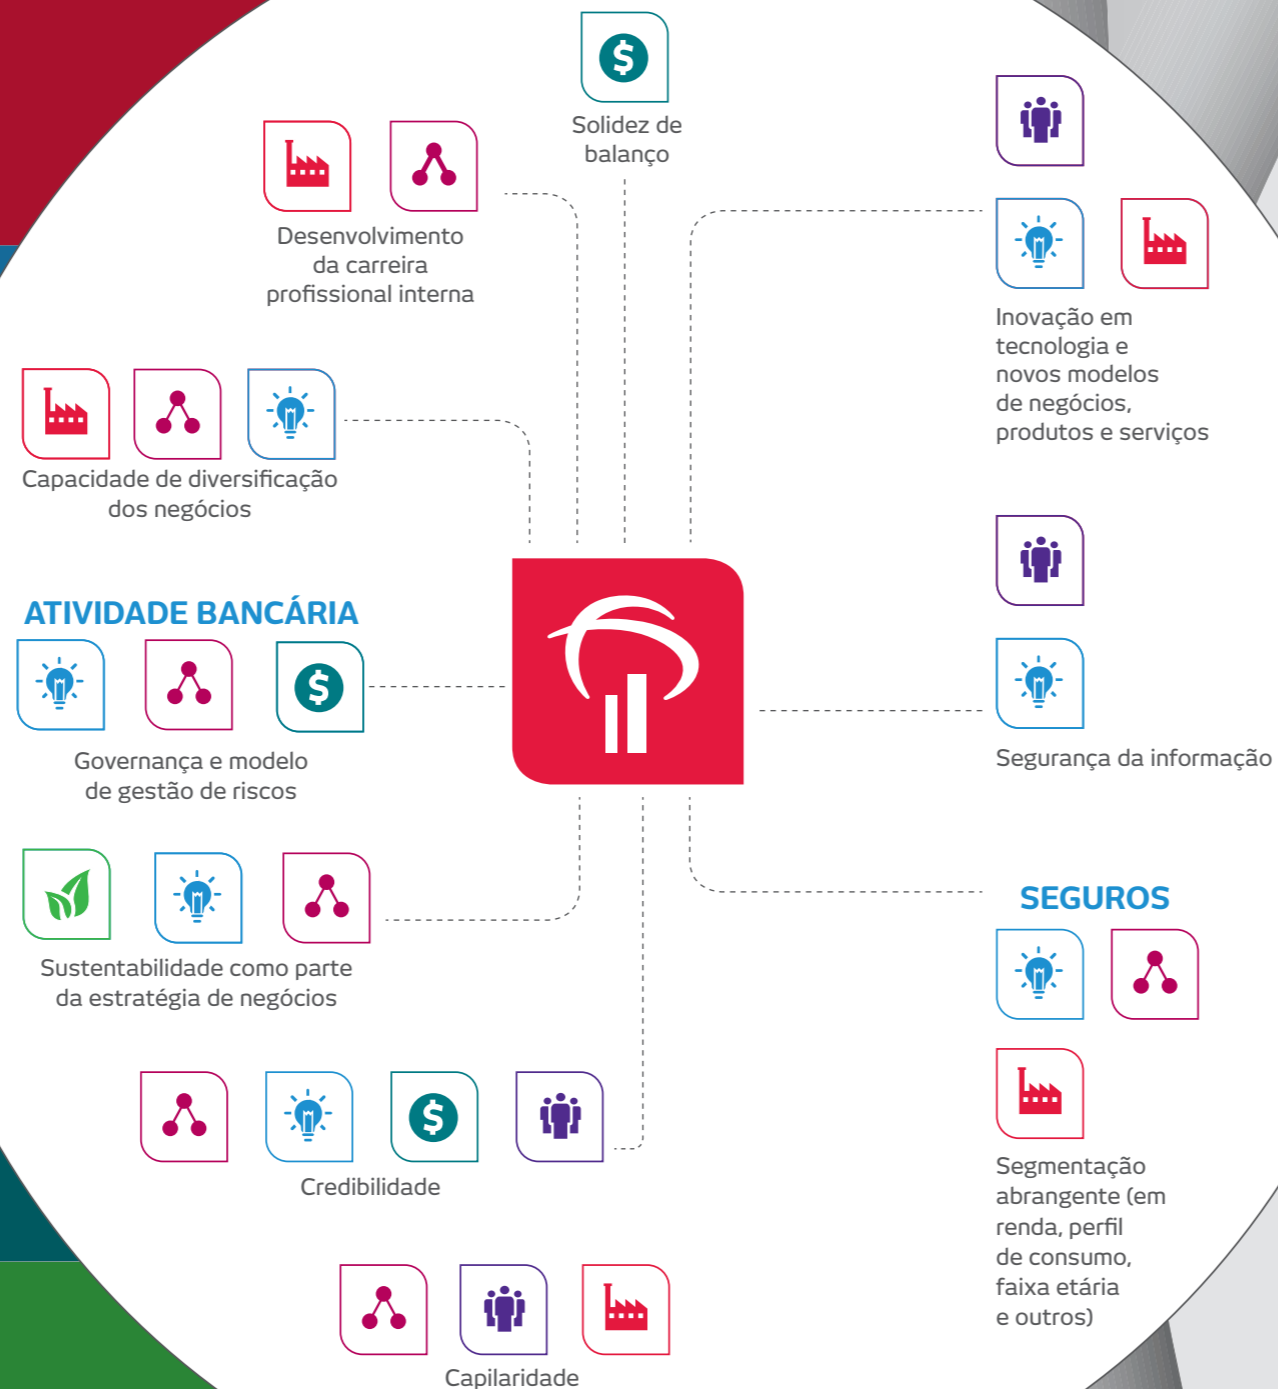 Solidez de
balanço
Desenvolvimento
da carreira
profissional interna
Inovação em
tecnologia e
novos modelos
de negócios,
produtos e serviços
Capacidade de diversificação
dos negócios
ATIVIDADE BANCÁRIA
Governança e modelo
de gestão de riscos
Segurança da informação
Sustentabilidade como parte
da estratégia de negócios
SEGUROS
Segmentação
abrangente (em
renda, perfil
de consumo,
faixa etária
e outros)
Credibilidade
Capilaridade